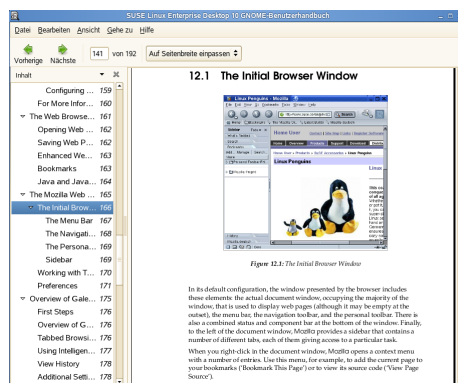 SUSE Linux Enterprise Desktop 10 GNOME-Benutzerhandbuch
Datei Bearbeiten Ansicht Gehe zu Hilfe
Vorherige Nächste 141 von 192 Auf Seitenbreite einpassen
Inhalt
Configuring ... 159
For More Infor... 160
The Web Browse... 161
Opening Web ... 162
Saving Web P... 162
Enhanced We... 163
Bookmarks 163
Java and Java... 164
The Mozilla Web ... 165
The Initial Brow... 166
The Menu Bar 167
The Navigati... 168
The Persona... 169
Sidebar 169
Working with T... 170
Preferences 171
Overview of Gale... 175
First Steps 176
Overview of G... 176
Tabbed Browsi... 176
Using Intelligen... 177
View History 178
Additional Setti... 178
12.1 The Initial Browser Window
Linux Penguins - Mozilla
Home User
Linux Penguins
Figure 12.1: The Initial Browser Window
In its default configuration, the window presented by the browser includes
these elements: the actual document window, occupying the majority of the
window, that is used to display web pages (although it may be empty at the
outset), the menu bar, the navigation toolbar, and the personal toolbar. There is
also a combined status and component bar at the bottom of the window. Finally,
to the left of the document window, Mozilla provides a sidebar that contains a
number of different tabs, each of them giving access to a particular task.
When you right-click in the document window, Mozilla opens a context menu
with a number of entries. Use this menu, for example, to add the current page to
your bookmarks ('Bookmark This Page') or to view its source code ('View Page
Source').